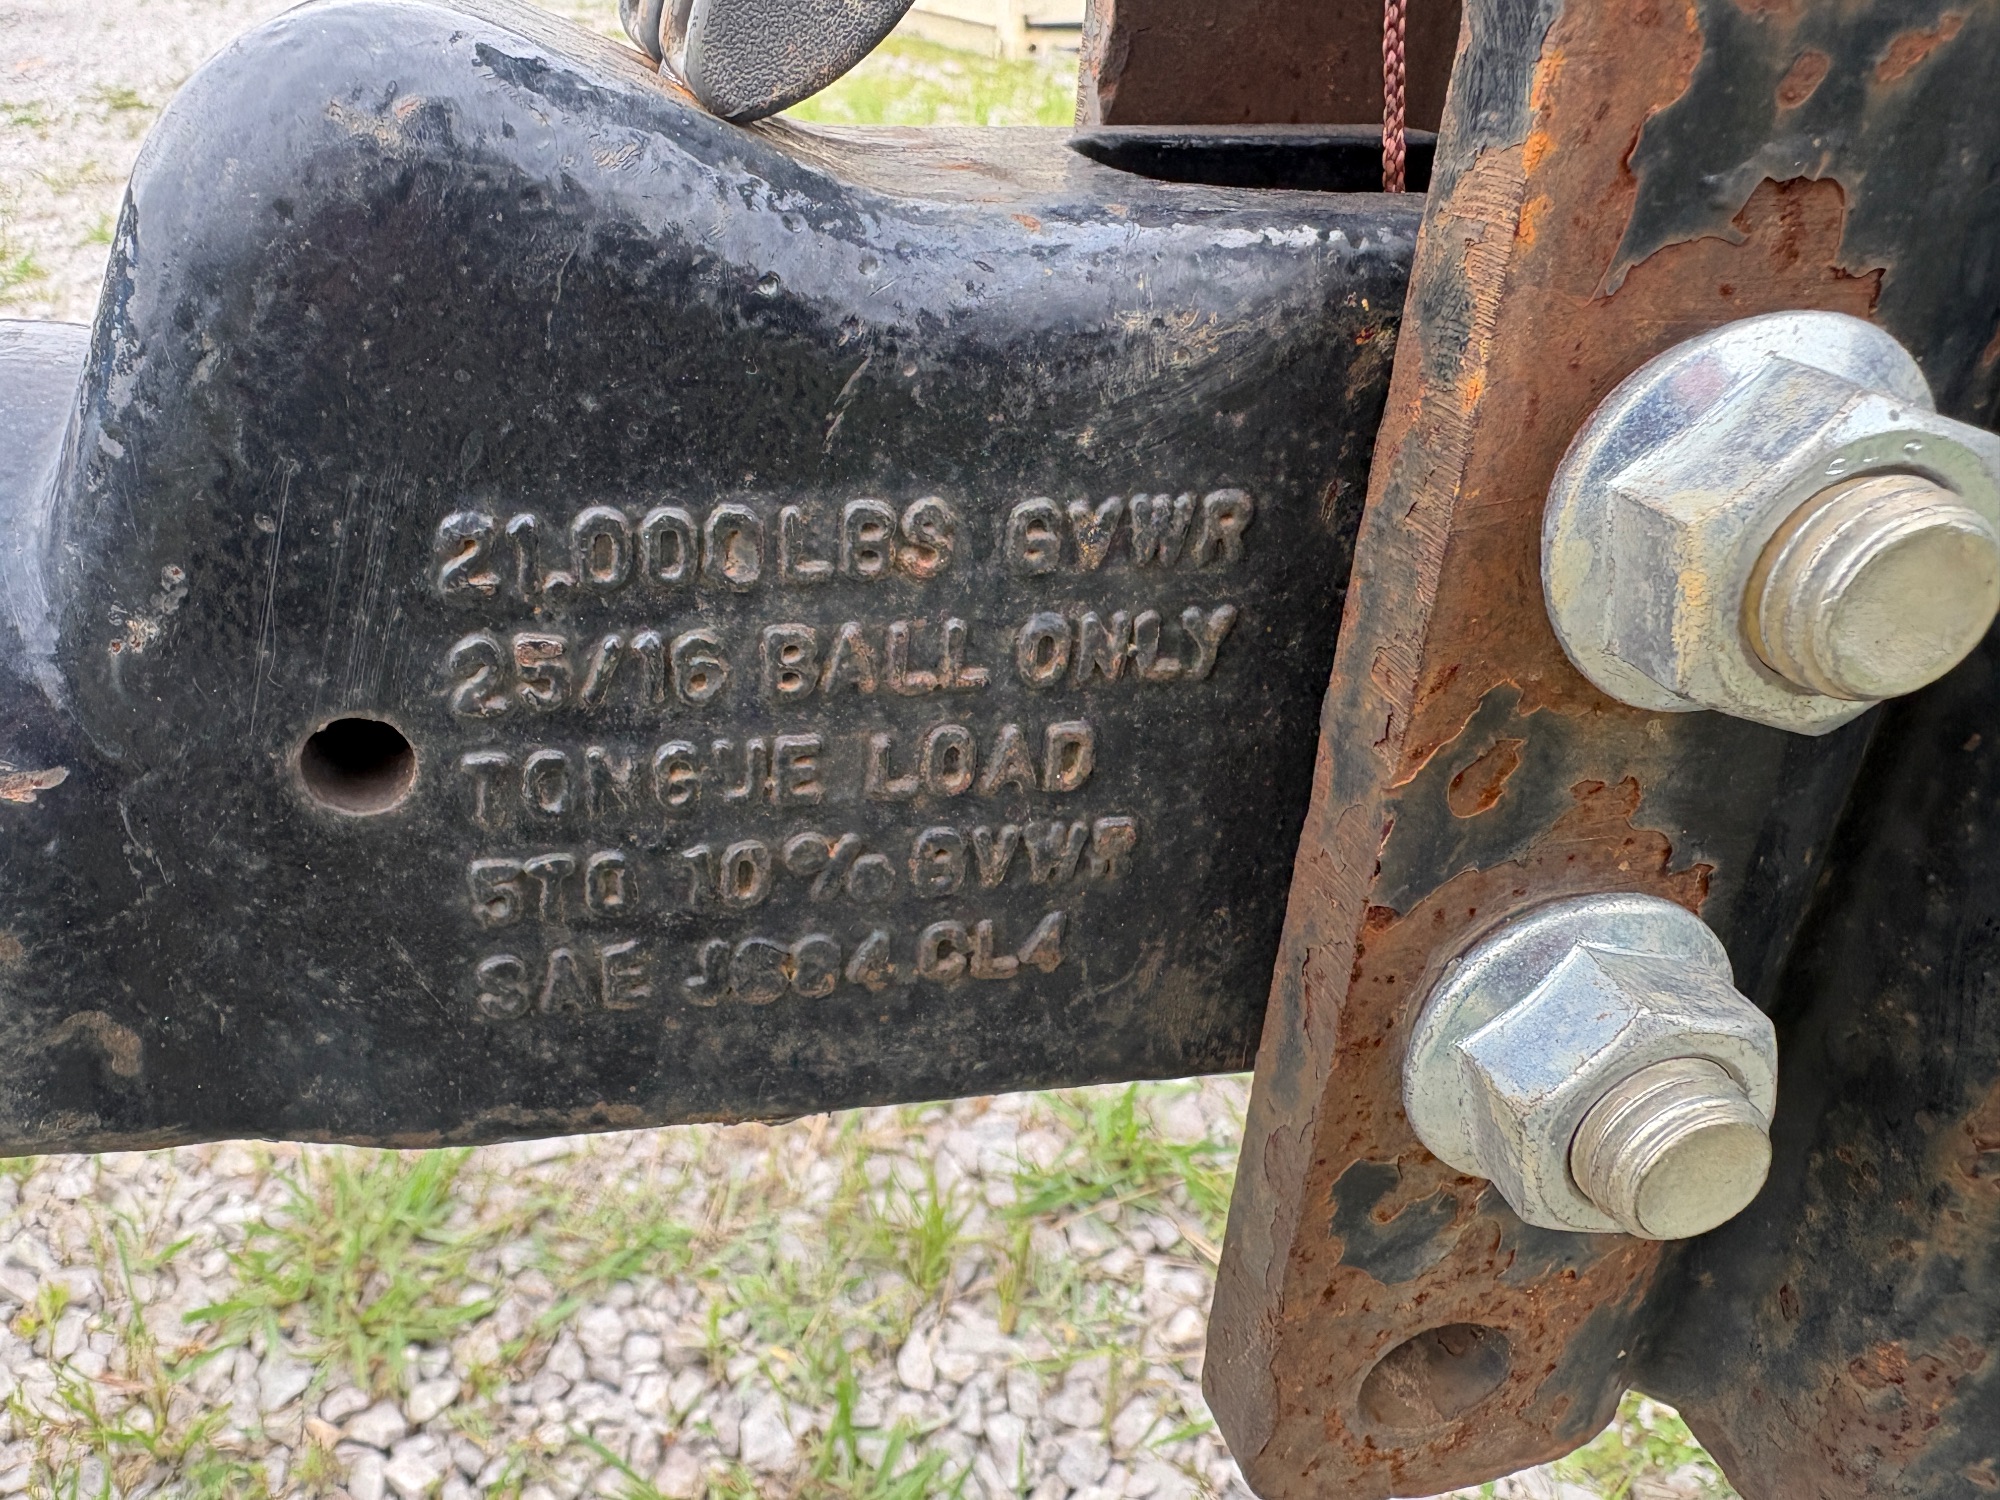 21,000LBS GVWR
25/16 BALL ONLY
TONGUE LOAD
5TO 10% GVWR
SAE J684 CL4